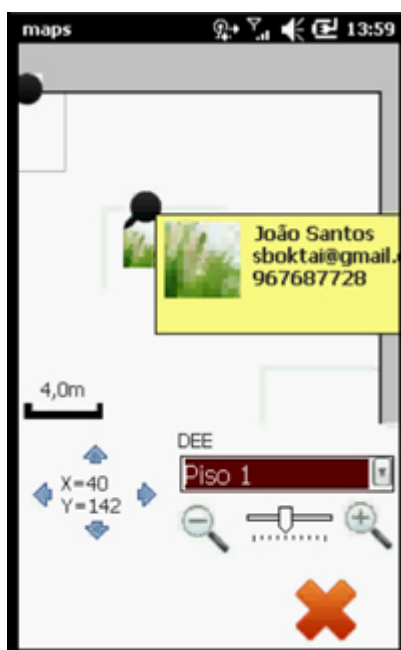 maps 13:59
João Santos
sboktai@gmail.
967687728
4,0m
DEE
X=40
Y=142
Piso 1